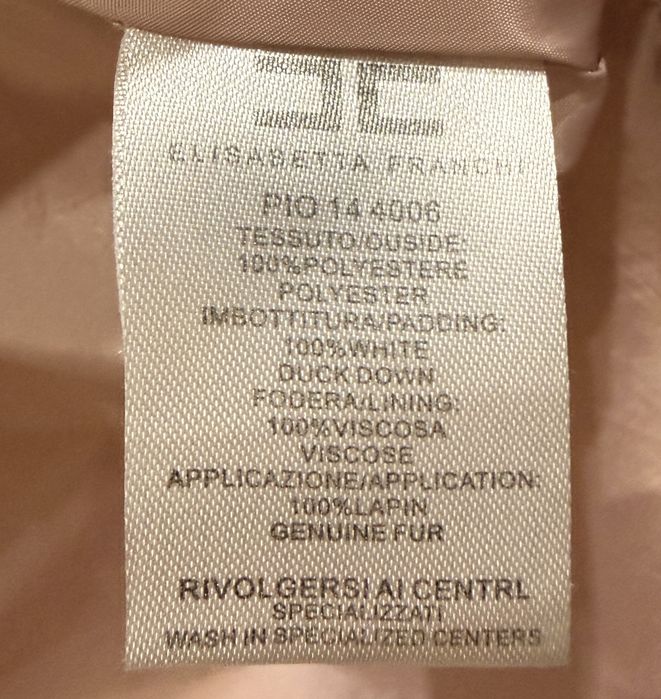 ELISABETTA FRANCHI
PIO 14 4006
TESSUTO/OUSIDE:
100%POLYESTERE
POLYESTER
IMBOTTITURA/PADDING:
100%WHITE
DUCK DOWN
FODERA/LINING:
100%VISCOSA
VISCOSE
APPLICAZIONE/APPLICATION:
100%LAPIN
GENUINE FUR
RIVOLGERSI AI CENTRL
SPECIALIZZATI
WASH IN SPECIALIZED CENTERS